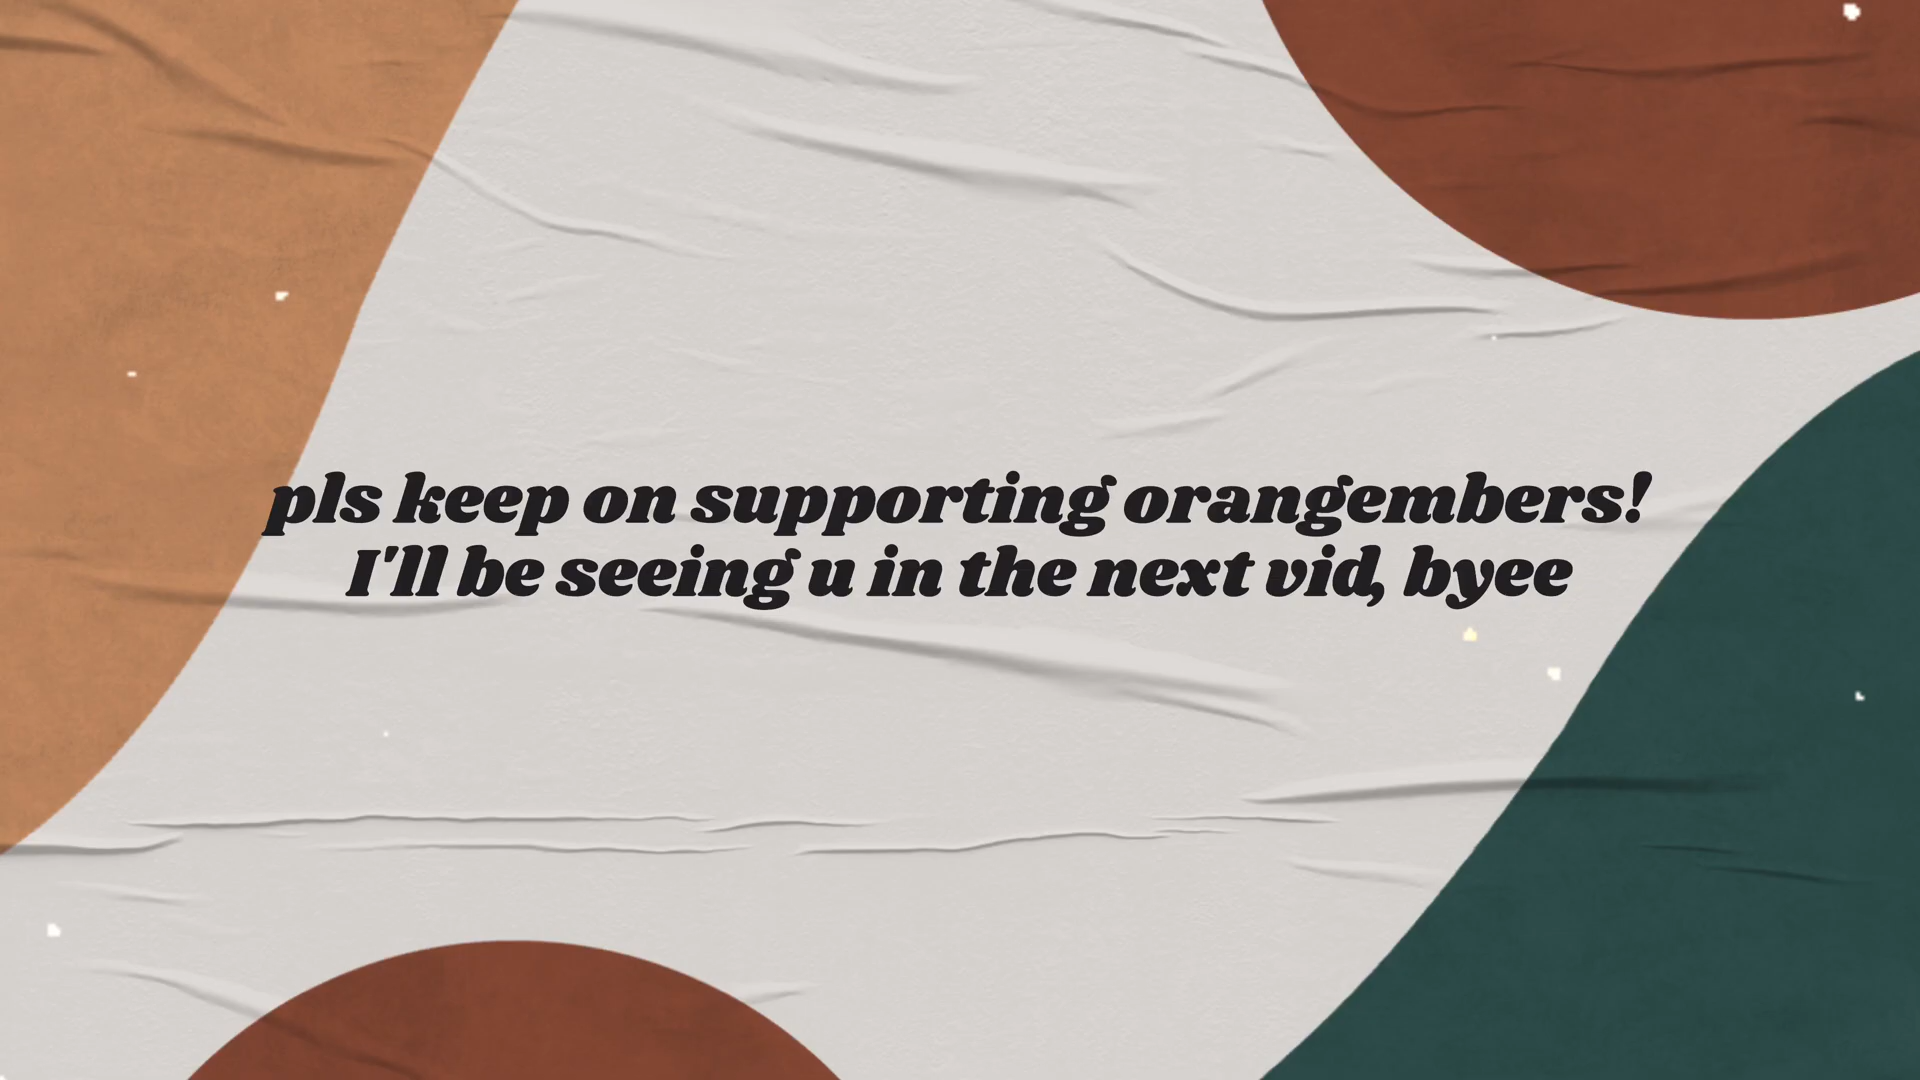 pls keep on supporting orangembers!
I'll be seeing u in the next vid, byee